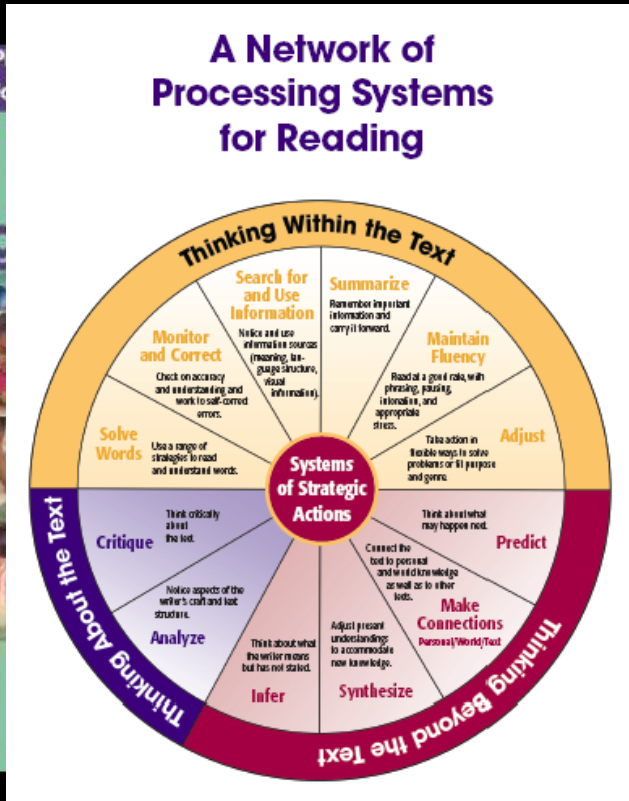 A Network of
Processing Systems
for Reading
Thinking Within the Text
Solve
Words
Use a range of
strategies to read
and understand words.
Monitor
and Correct
Check on accuracy
and understanding and
work to self-correct
errors.
Search for
and Use
Information
Notice and use
information sources
(meaning, lan-
guage structure,
visual
information).
Summarize
Remember important
information and
carry it forward.
Maintain
Fluency
Read at a good rate, with
phrasing, pausing,
intonation, and
appropriate
stress.
Adjust
Take action in
flexible ways to solve
problems or fit purpose
and genre.
Systems
of Strategic
Actions
Thinking Beyond the Text
Think about what
may happen next.
Predict
Connect the
text to personal
and world knowledge
as well as to other
texts.
Make
Connections
Personal/World/Text
Adjust present
understandings
to accommodate
new knowledge.
Synthesize
Think about what
the writer means
but has not stated.
Infer
Thinking About the Text
Notice aspects of the
writer's craft and text
structure.
Analyze
Think critically
about
the text.
Critique